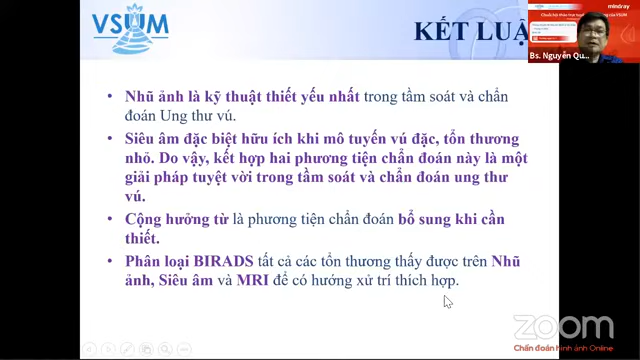 VSUM
KẾT LUẬ
mindray
Bs. Nguyễn Qu...
• Nhũ ảnh là kỹ thuật thiết yếu nhất trong tầm soát và chẩn
đoán Ung thư vú.
• Siêu âm đặc biệt hữu ích khi mô tuyến vú đặc, tổn thương
nhỏ. Do vậy, kết hợp hai phương tiện chẩn đoán này là một
giải pháp tuyệt vời trong tầm soát và chẩn đoán ung thư
vú.
• Cộng hưởng từ là phương tiện chẩn đoán bổ sung khi cần
thiết.
• Phân loại BIRADS tất cả các tổn thương thấy được trên Nhũ
ảnh, Siêu âm và MRI để có hướng xử trí thích hợp.
zoom
Chẩn đoán hình ảnh Online